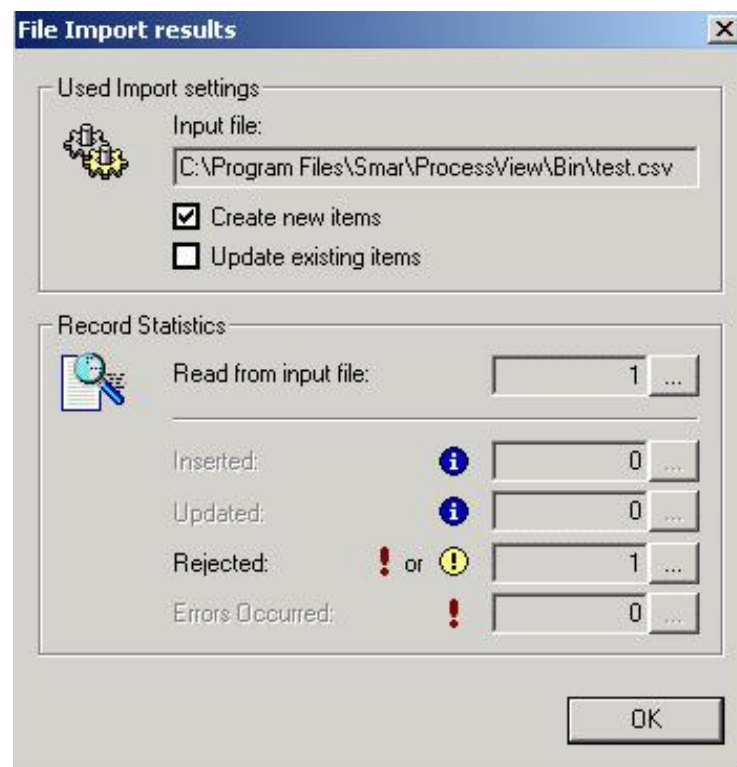 File Import results
Used Import settings
Input file:
C:\Program Files\Smar\ProcessView\Bin\test.csv
Create new items
Update existing items
Record Statistics
Read from input file: 1 ...
Inserted: 0 ...
Updated: 0 ...
Rejected: ! or ! 1 ...
Errors Occurred: ! 0 ...
OK